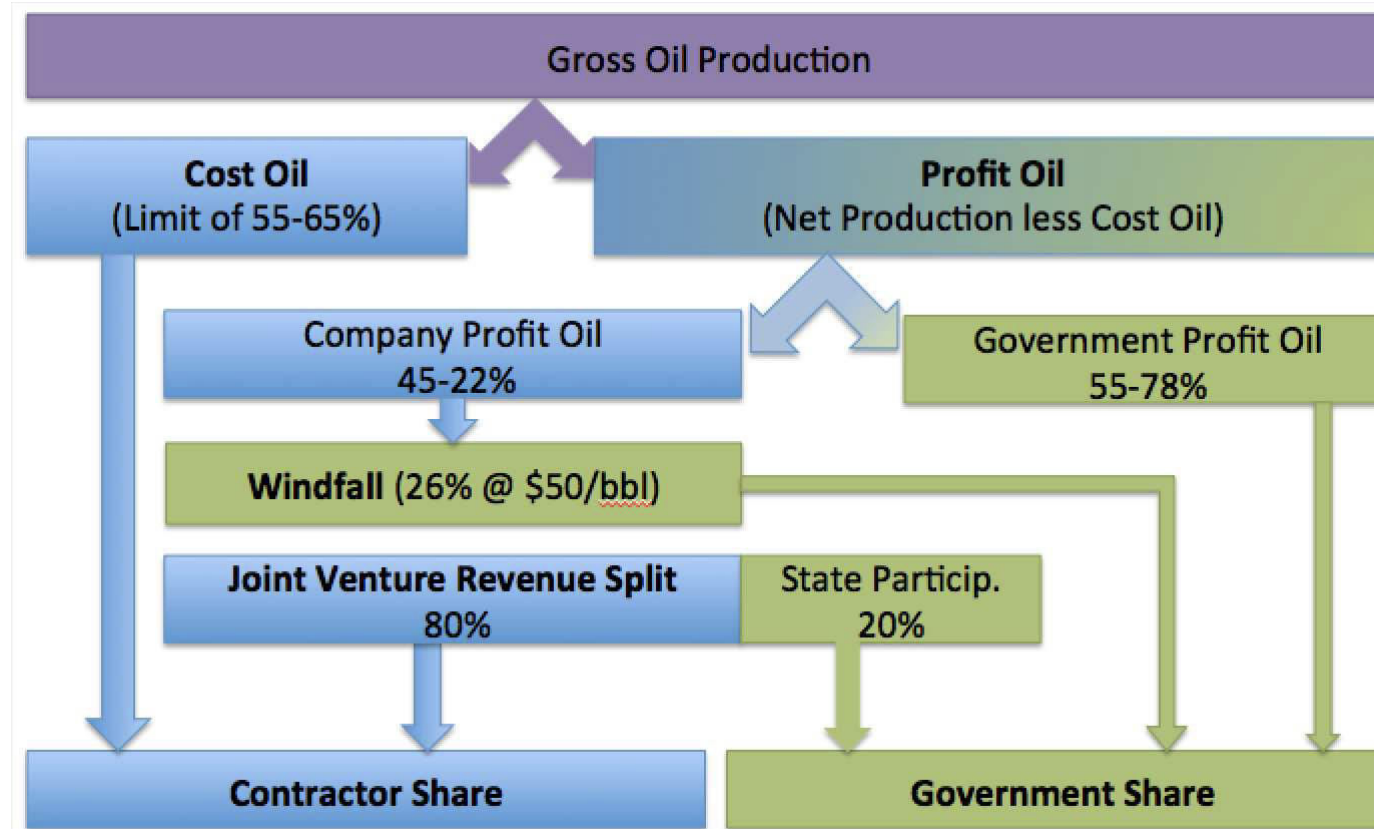 Gross Oil Production
Cost Oil
(Limit of 55-65%)
Profit Oil
(Net Production less Cost Oil)
Company Profit Oil
45-22%
Government Profit Oil
55-78%
Windfall (26% @ $50/bbl)
Joint Venture Revenue Split
80%
State Particip.
20%
Contractor Share
Government Share